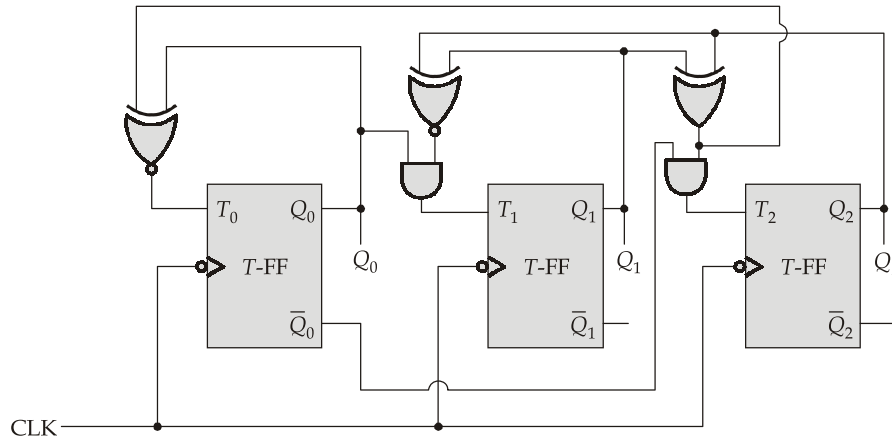 T₀ Q₀ T₁ Q₁ T₂ Q₂
Q₀ Q₁ Q
T-FF T-FF T-FF
Q̅₀ Q̅₁ Q̅₂
CLK